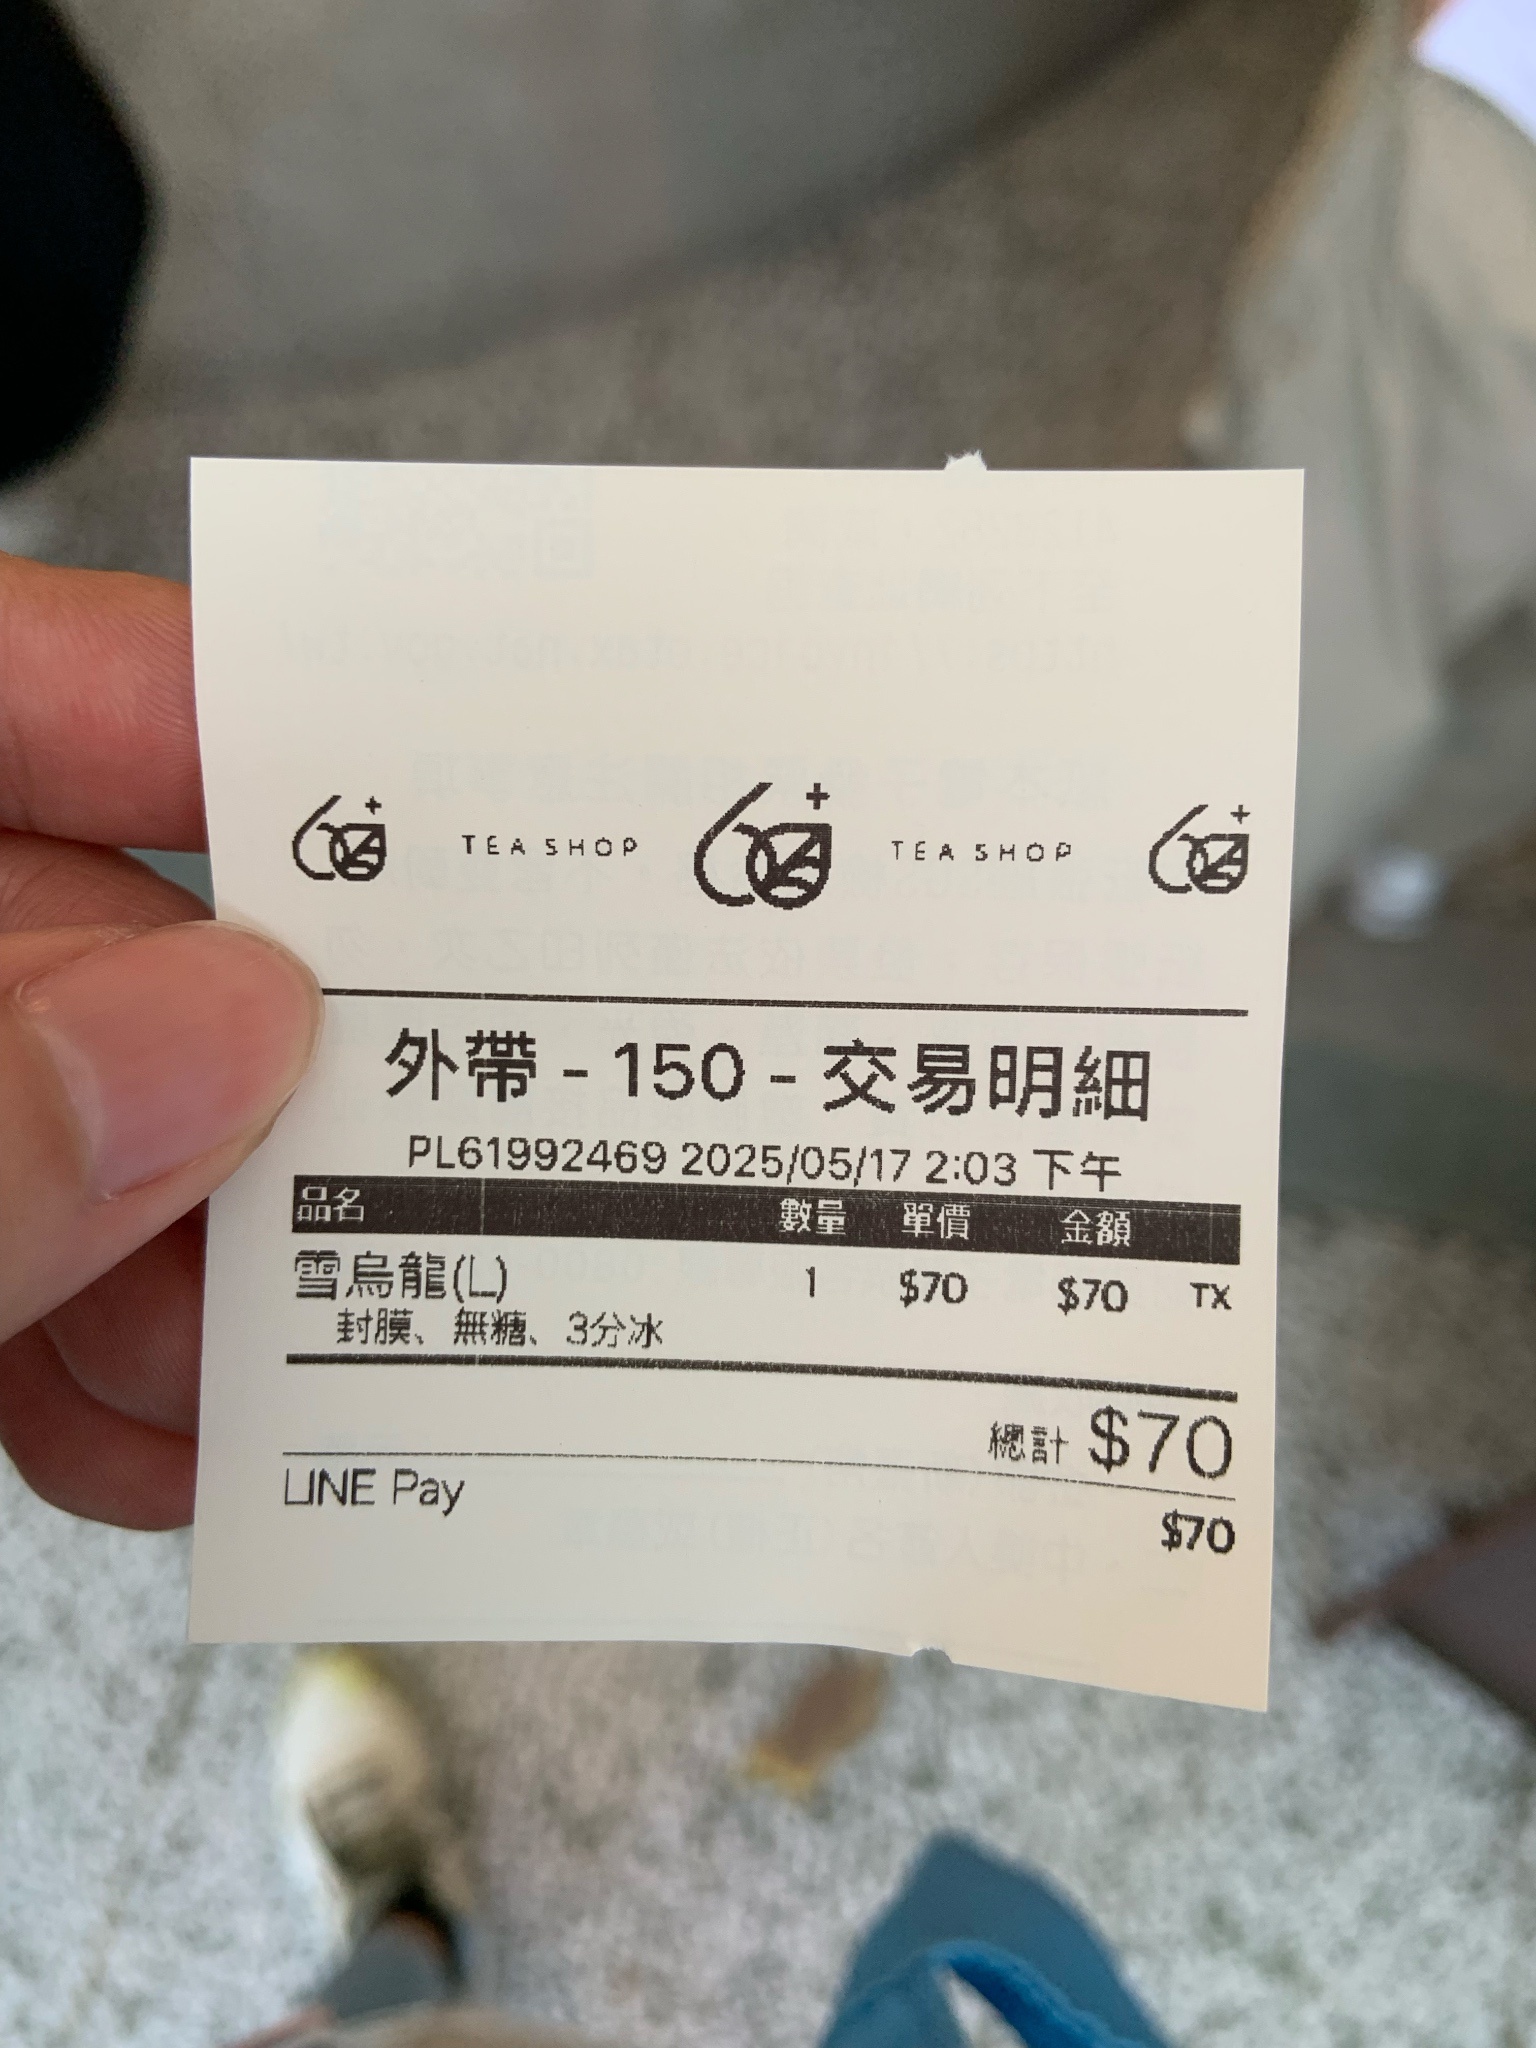 TEA SHOP TEA SHOP
外帶 - 150 - 交易明細
PL61992469 2025/05/17 2:03 下午
品名 數量 單價 金額
雪烏龍(L) 1 $70 $70 TX
封膜、無糖、3分冰
總計 $70
LINE Pay
$70